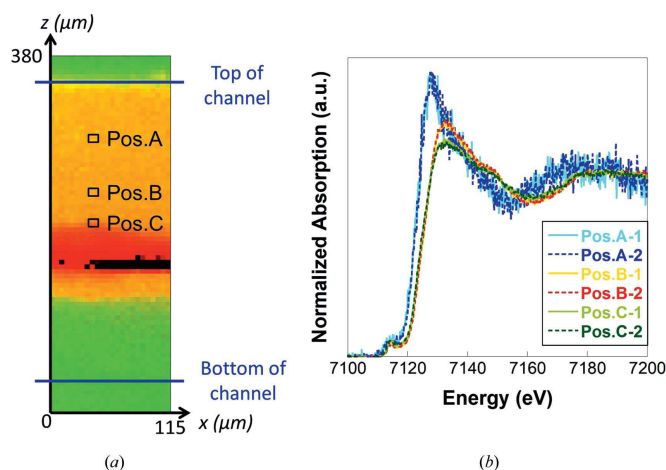 z (μm)
380
Top of
channel
Pos.A
Pos.B
Pos.C
Bottom of
channel
0
115
x (μm)
(a)
Normalized Absorption (a.u.)
Pos.A-1
Pos.A-2
Pos.B-1
Pos.B-2
Pos.C-1
Pos.C-2
7100 7120 7140 7160 7180 7200
Energy (eV)
(b)